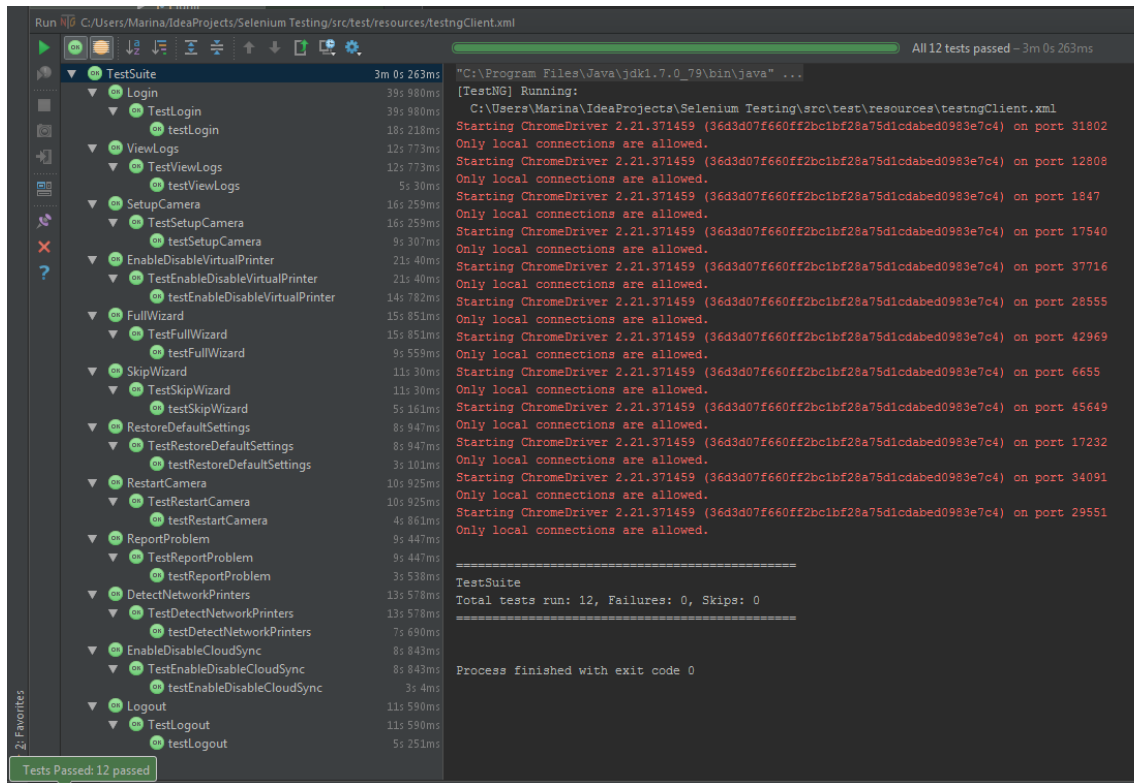 Run C:/Users/Marina/IdeaProjects/Selenium Testing/src/test/resources/testngClient.xml
All 12 tests passed – 3m 0s 263ms
TestSuite 3m 0s 263ms
Login 39s 980ms
TestLogin 39s 980ms
testLogin 18s 218ms
ViewLogs 12s 773ms
TestViewLogs 12s 773ms
testViewLogs 5s 30ms
SetupCamera 16s 259ms
TestSetupCamera 16s 259ms
testSetupCamera 9s 307ms
EnableDisableVirtualPrinter 21s 40ms
TestEnableDisableVirtualPrinter 21s 40ms
testEnableDisableVirtualPrinter 14s 782ms
FullWizard 15s 851ms
TestFullWizard 15s 851ms
testFullWizard 9s 559ms
SkipWizard 11s 30ms
TestSkipWizard 11s 30ms
testSkipWizard 5s 161ms
RestoreDefaultSettings 8s 947ms
TestRestoreDefaultSettings 8s 947ms
testRestoreDefaultSettings 3s 101ms
RestartCamera 10s 925ms
TestRestartCamera 10s 925ms
testRestartCamera 4s 861ms
ReportProblem 9s 447ms
TestReportProblem 9s 447ms
testReportProblem 3s 538ms
DetectNetworkPrinters 13s 578ms
TestDetectNetworkPrinters 13s 578ms
testDetectNetworkPrinters 7s 690ms
EnableDisableCloudSync 8s 843ms
TestEnableDisableCloudSync 8s 843ms
testEnableDisableCloudSync 3s 4ms
Logout 11s 590ms
TestLogout 11s 590ms
testLogout 5s 251ms
"C:\Program Files\Java\jdk1.7.0_79\bin\java" ...
[TestNG] Running:
C:\Users\Marina\IdeaProjects\Selenium Testing\src\test\resources\testngClient.xml
Starting ChromeDriver 2.21.371459 (36d3d07f660ff2bc1bf28a75d1cdabed0983e7c4) on port 31802
Only local connections are allowed.
Starting ChromeDriver 2.21.371459 (36d3d07f660ff2bc1bf28a75d1cdabed0983e7c4) on port 12808
Only local connections are allowed.
Starting ChromeDriver 2.21.371459 (36d3d07f660ff2bc1bf28a75d1cdabed0983e7c4) on port 1847
Only local connections are allowed.
Starting ChromeDriver 2.21.371459 (36d3d07f660ff2bc1bf28a75d1cdabed0983e7c4) on port 17540
Only local connections are allowed.
Starting ChromeDriver 2.21.371459 (36d3d07f660ff2bc1bf28a75d1cdabed0983e7c4) on port 37716
Only local connections are allowed.
Starting ChromeDriver 2.21.371459 (36d3d07f660ff2bc1bf28a75d1cdabed0983e7c4) on port 28555
Only local connections are allowed.
Starting ChromeDriver 2.21.371459 (36d3d07f660ff2bc1bf28a75d1cdabed0983e7c4) on port 42969
Only local connections are allowed.
Starting ChromeDriver 2.21.371459 (36d3d07f660ff2bc1bf28a75d1cdabed0983e7c4) on port 6655
Only local connections are allowed.
Starting ChromeDriver 2.21.371459 (36d3d07f660ff2bc1bf28a75d1cdabed0983e7c4) on port 45649
Only local connections are allowed.
Starting ChromeDriver 2.21.371459 (36d3d07f660ff2bc1bf28a75d1cdabed0983e7c4) on port 17232
Only local connections are allowed.
Starting ChromeDriver 2.21.371459 (36d3d07f660ff2bc1bf28a75d1cdabed0983e7c4) on port 34091
Only local connections are allowed.
Starting ChromeDriver 2.21.371459 (36d3d07f660ff2bc1bf28a75d1cdabed0983e7c4) on port 29551
Only local connections are allowed.
===============================================
TestSuite
Total tests run: 12, Failures: 0, Skips: 0
===============================================
Process finished with exit code 0
2: Favorites
Tests Passed: 12 passed